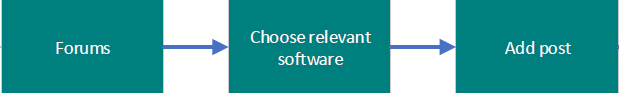 Forums
Choose relevant
software
Add post